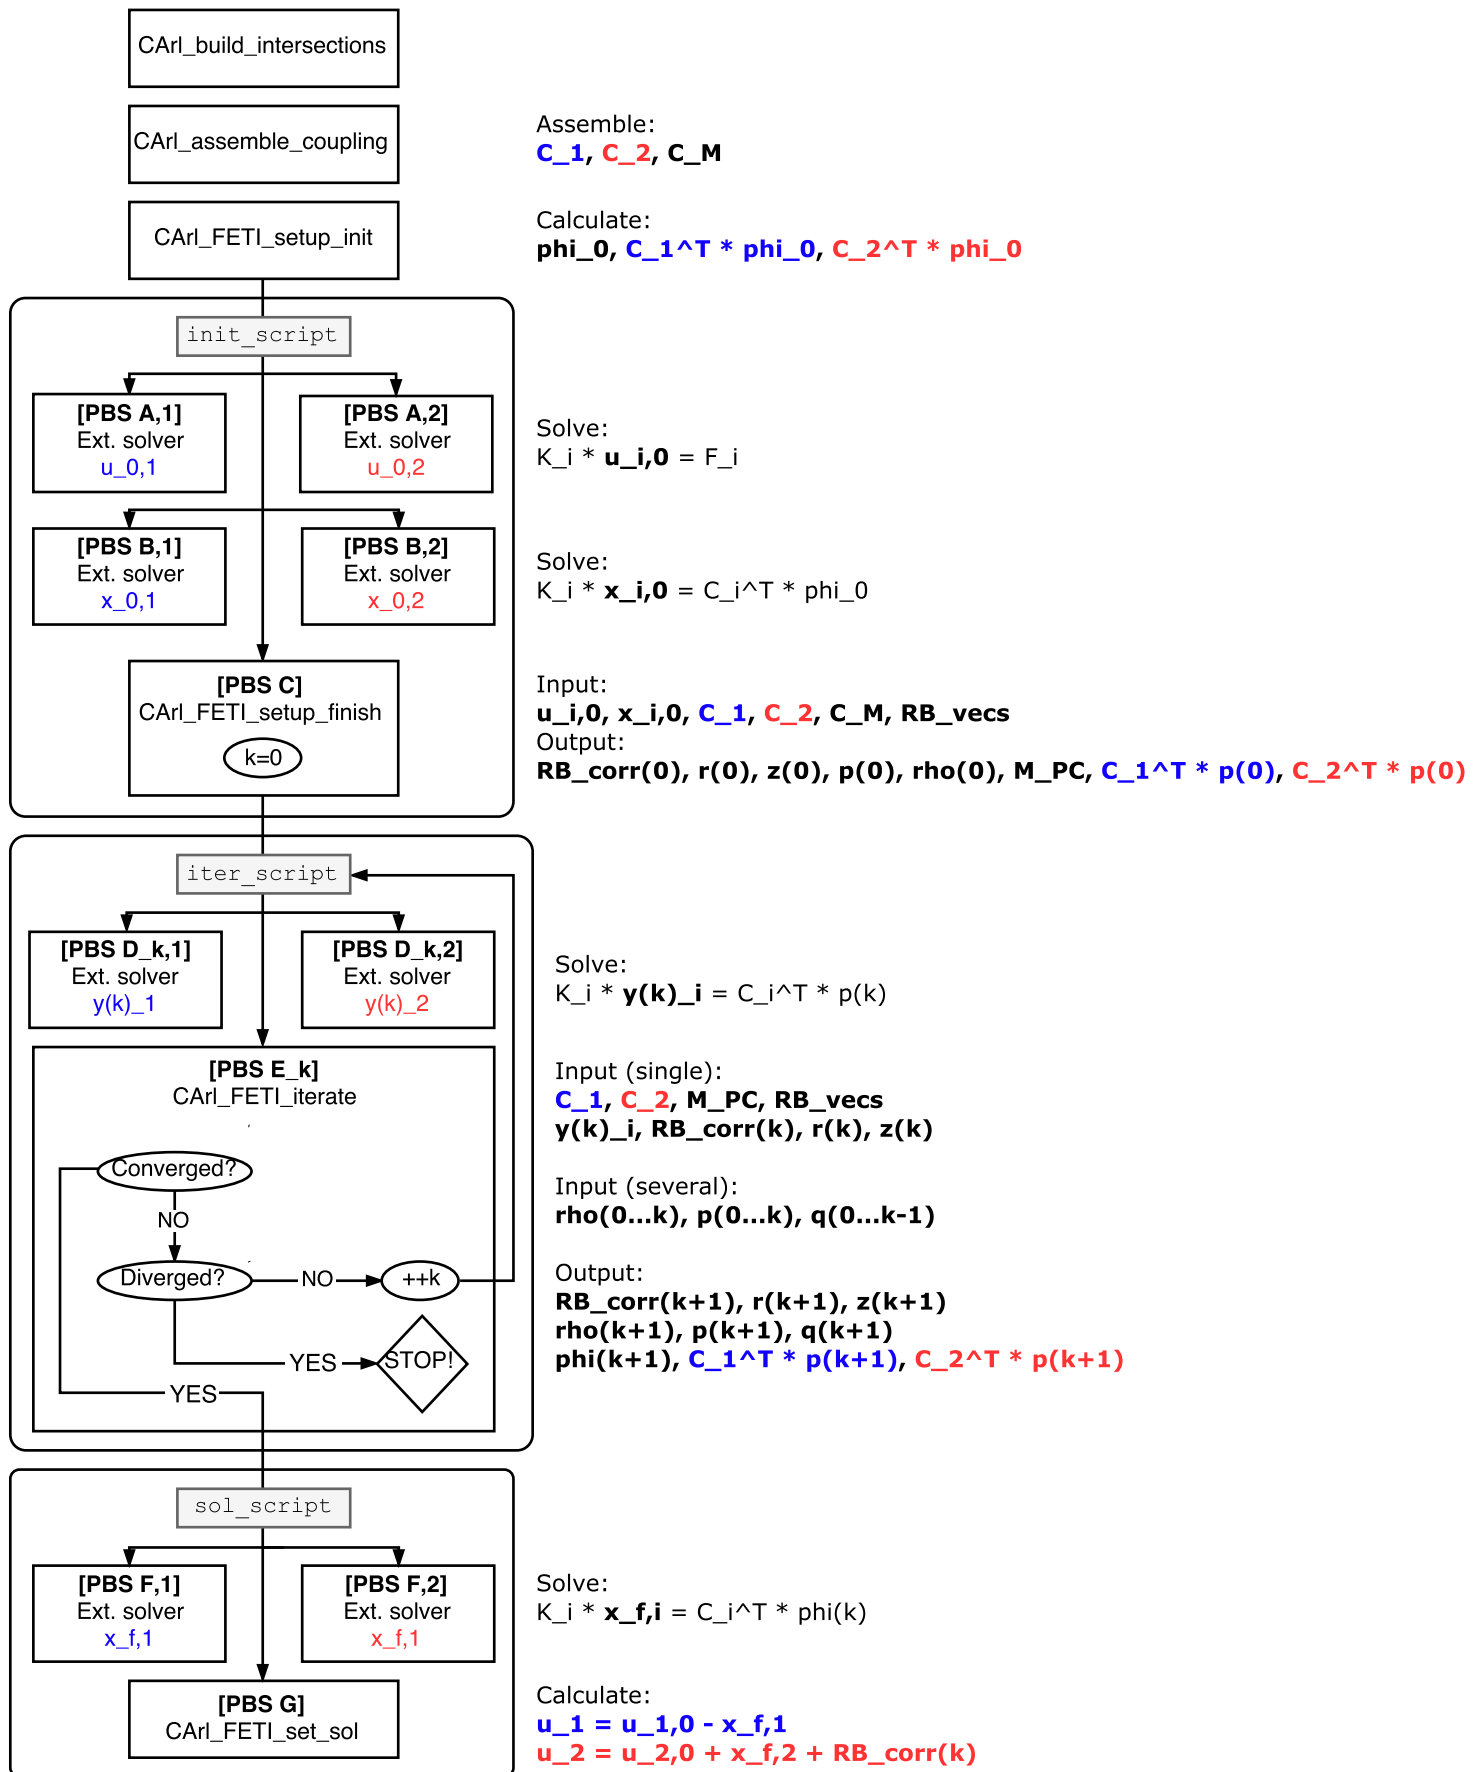 CArl_build_intersections
CArl_assemble_coupling
Assemble:
C_1, C_2, C_M
CArl_FETI_setup_init
Calculate:
phi_0, C_1^T * phi_0, C_2^T * phi_0
init_script
[PBS A,1]
Ext. solver
u_0,1
[PBS A,2]
Ext. solver
u_0,2
Solve:
K_i * u_i,0 = F_i
[PBS B,1]
Ext. solver
x_0,1
[PBS B,2]
Ext. solver
x_0,2
Solve:
K_i * x_i,0 = C_i^T * phi_0
[PBS C]
CArl_FETI_setup_finish
k=0
Input:
u_i,0, x_i,0, C_1, C_2, C_M, RB_vecs
Output:
RB_corr(0), r(0), z(0), p(0), rho(0), M_PC, C_1^T * p(0), C_2^T * p(0)
iter_script
[PBS D_k,1]
Ext. solver
y(k)_1
[PBS D_k,2]
Ext. solver
y(k)_2
Solve:
K_i * y(k)_i = C_i^T * p(k)
[PBS E_k]
CArl_FETI_iterate
Converged?
NO
Diverged?
NO
++k
YES
STOP!
YES
Input (single):
C_1, C_2, M_PC, RB_vecs
y(k)_i, RB_corr(k), r(k), z(k)
Input (several):
rho(0...k), p(0...k), q(0...k-1)
Output:
RB_corr(k+1), r(k+1), z(k+1)
rho(k+1), p(k+1), q(k+1)
phi(k+1), C_1^T * p(k+1), C_2^T * p(k+1)
sol_script
[PBS F,1]
Ext. solver
x_f,1
[PBS F,2]
Ext. solver
x_f,1
Solve:
K_i * x_f,i = C_i^T * phi(k)
[PBS G]
CArl_FETI_set_sol
Calculate:
u_1 = u_1,0 - x_f,1
u_2 = u_2,0 + x_f,2 + RB_corr(k)